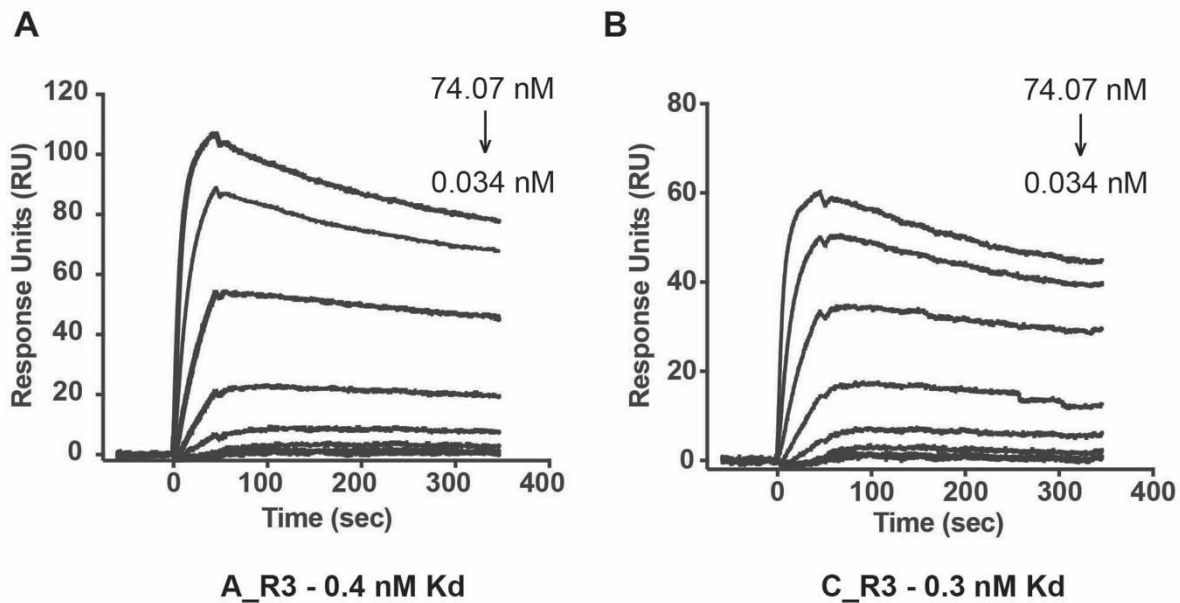 A
74.07 nM
0.034 nM
120
100
80
60
40
20
0
Response Units (RU)
0 100 200 300 400
Time (sec)
A_R3 - 0.4 nM Kd
B
74.07 nM
0.034 nM
80
60
40
20
0
Response Units (RU)
0 100 200 300 400
Time (sec)
C_R3 - 0.3 nM Kd